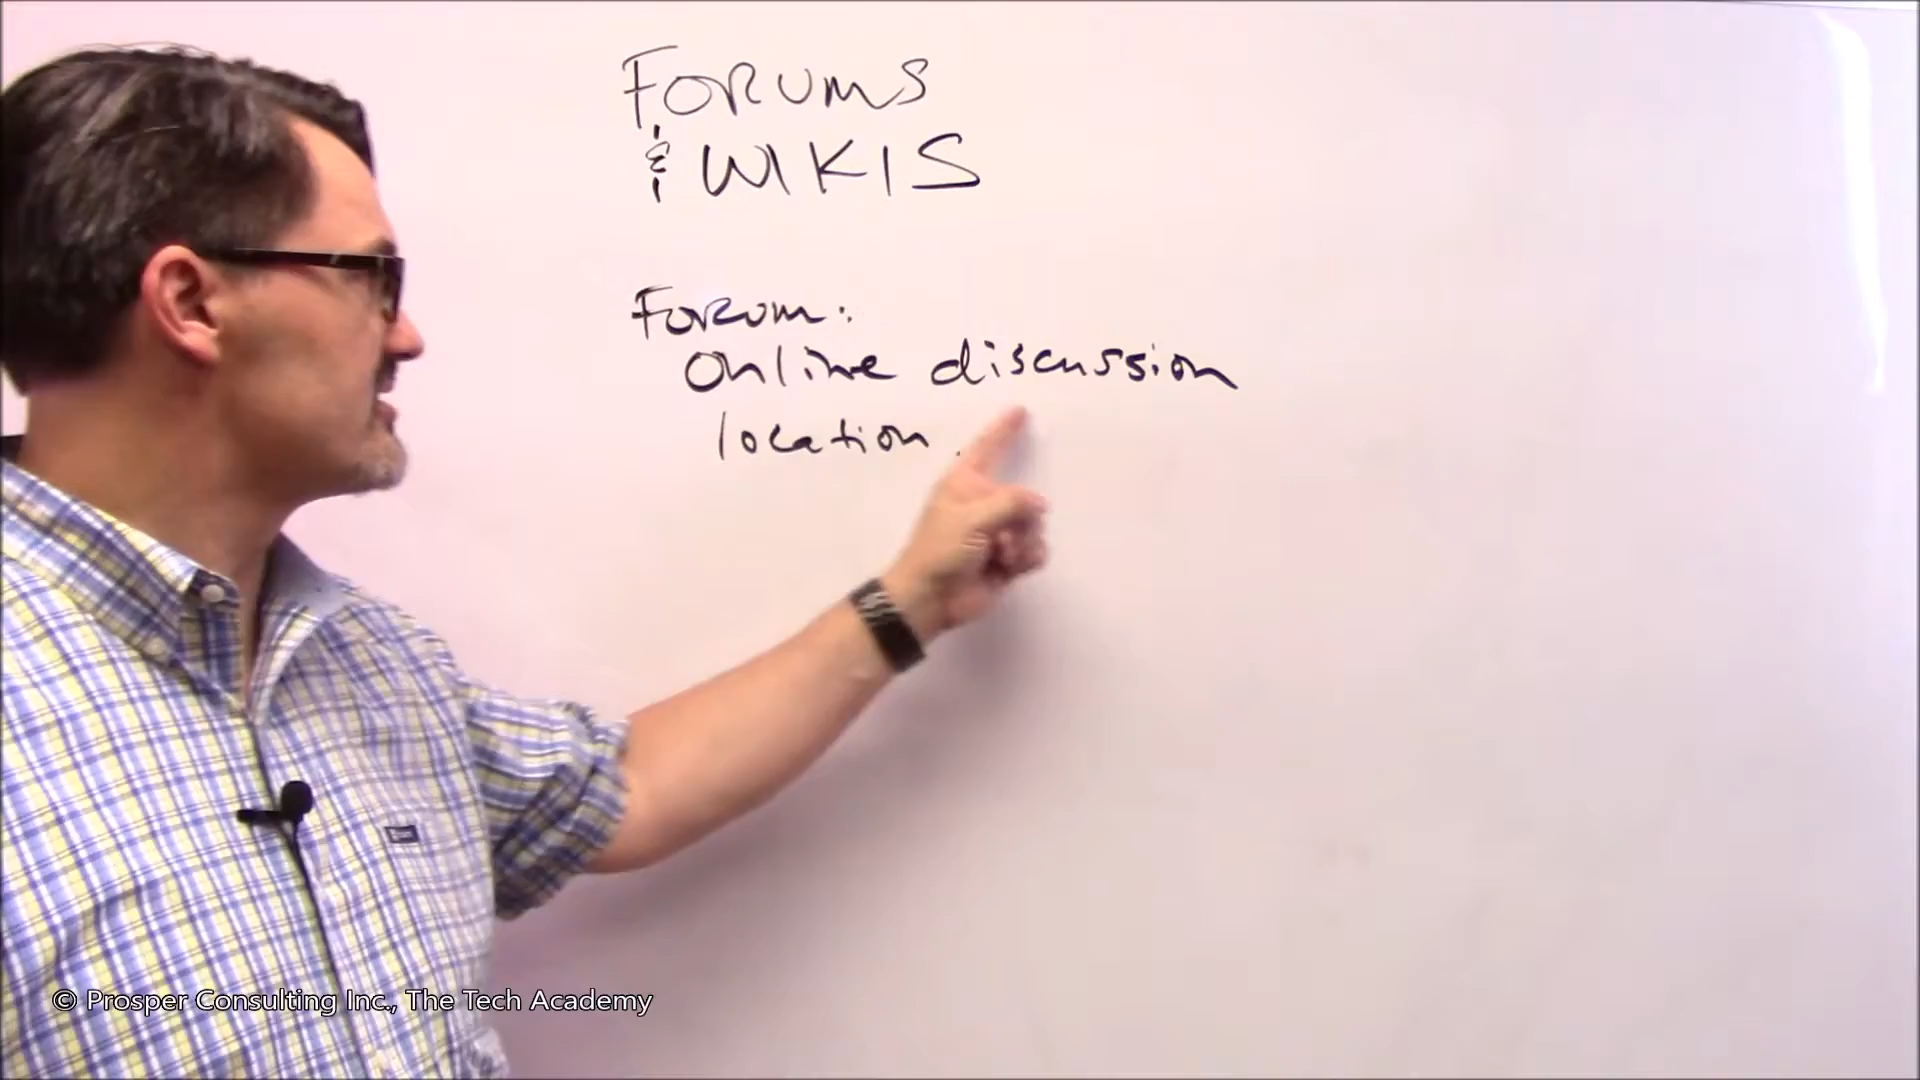 FORUMS
& WIKIS
Forum:
Online discussion
location.
© Prosper Consulting Inc., The Tech Academy